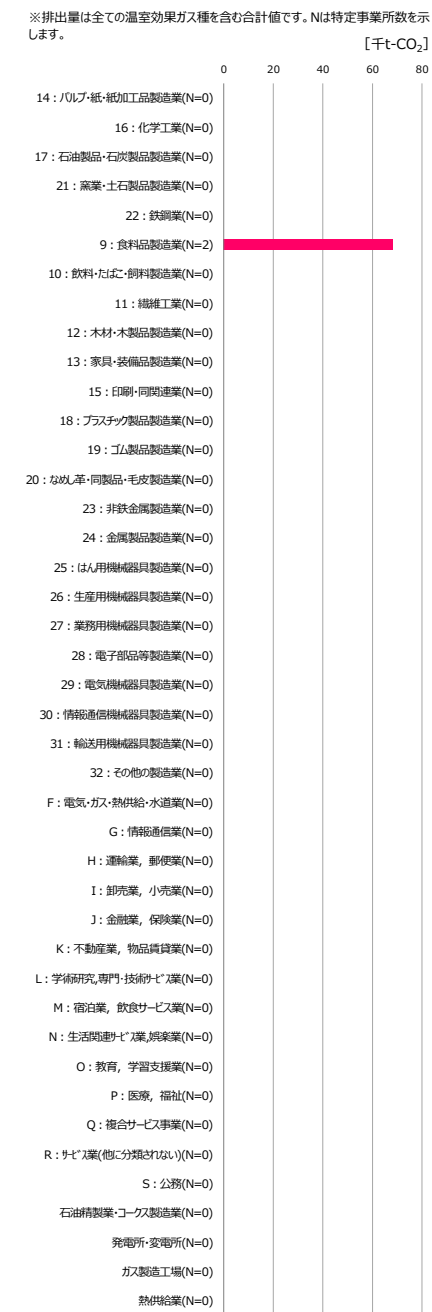 ※排出量は全ての温室効果ガス種を含む合計値です。Nは特定事業所数を示
します。
[千t-CO₂]
0 20 40 60 80
14：パルプ・紙・紙加工品製造業(N=0)
16：化学工業(N=0)
17：石油製品・石炭製品製造業(N=0)
21：窯業・土石製品製造業(N=0)
22：鉄鋼業(N=0)
9：食料品製造業(N=2)
10：飲料・たばこ・飼料製造業(N=0)
11：繊維工業(N=0)
12：木材・木製品製造業(N=0)
13：家具・装備品製造業(N=0)
15：印刷・同関連業(N=0)
18：プラスチック製品製造業(N=0)
19：ゴム製品製造業(N=0)
20：なめし革・同製品・毛皮製造業(N=0)
23：非鉄金属製造業(N=0)
24：金属製品製造業(N=0)
25：はん用機械器具製造業(N=0)
26：生産用機械器具製造業(N=0)
27：業務用機械器具製造業(N=0)
28：電子部品等製造業(N=0)
29：電気機械器具製造業(N=0)
30：情報通信機械器具製造業(N=0)
31：輸送用機械器具製造業(N=0)
32：その他の製造業(N=0)
F：電気・ガス・熱供給・水道業(N=0)
G：情報通信業(N=0)
H：運輸業，郵便業(N=0)
I：卸売業，小売業(N=0)
J：金融業，保険業(N=0)
K：不動産業，物品賃貸業(N=0)
L：学術研究,専門・技術ｻｰﾋﾞｽ業(N=0)
M：宿泊業，飲食サービス業(N=0)
N：生活関連ｻｰﾋﾞｽ業,娯楽業(N=0)
O：教育，学習支援業(N=0)
P：医療，福祉(N=0)
Q：複合サービス事業(N=0)
R：ｻｰﾋﾞｽ業(他に分類されない)(N=0)
S：公務(N=0)
石油精製業・コークス製造業(N=0)
発電所・変電所(N=0)
ガス製造工場(N=0)
熱供給業(N=0)